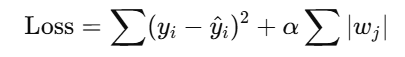 Loss = ∑(yᵢ − ŷᵢ)² + α ∑ |wⱼ|